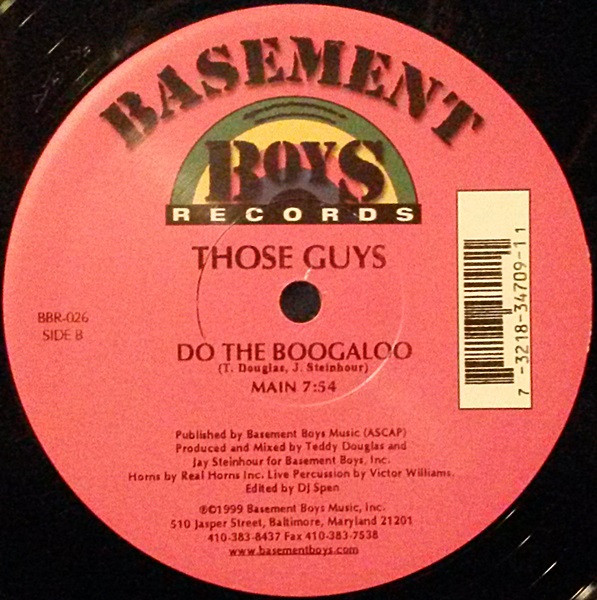 BASEMENT
BOYS
RECORDS
THOSE GUYS
BBR-026
SIDE B
DO THE BOOGALOO
(T. Douglas, J. Steinhour)
MAIN 7:54
7 -3218-34709-1 1
Published by Basement Boys Music (ASCAP)
Produced and Mixed by Teddy Douglas and
Jay Steinhour for Basement Boys, Inc.
Horns by Real Horns Inc. Live Percussion by Victor Williams.
Edited by DJ Spen
℗©1999 Basement Boys Music, Inc.
510 Jasper Street, Baltimore, Maryland 21201
410-383-8437 Fax 410-383-7538
www.basementboys.com